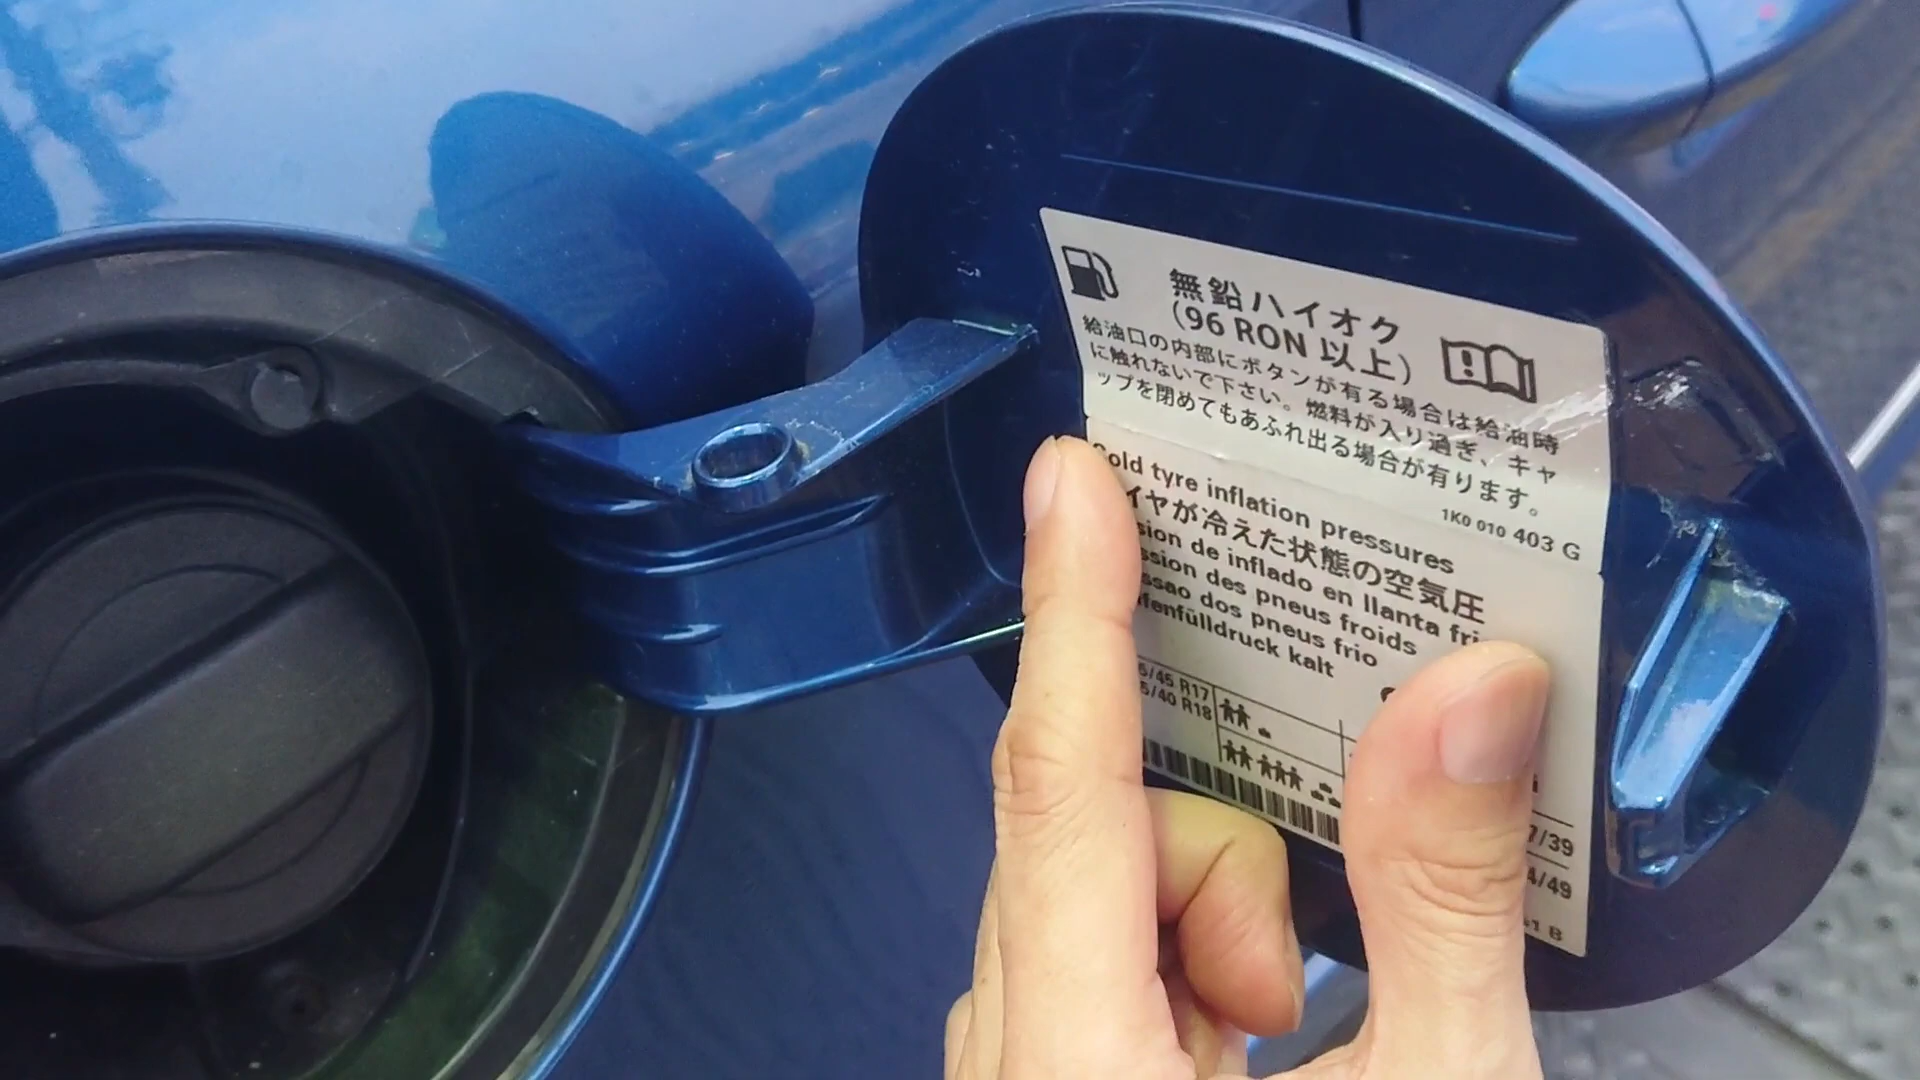 無鉛ハイオク
(96 RON 以上)
給油口の内部にボタンが有る場合は給油時
に触れないで下さい。燃料が入り過ぎ、キャ
ップを閉めてもあふれ出る場合が有ります。
1K0 010 403 G
Cold tyre inflation pressures
イヤが冷えた状態の空気圧
sion de inflado en llanta fri
ssion des pneus froids
ssao dos pneus frio
ifenfülldruck kalt
5/45 R17
5/40 R18
7/39
4/49
1 B